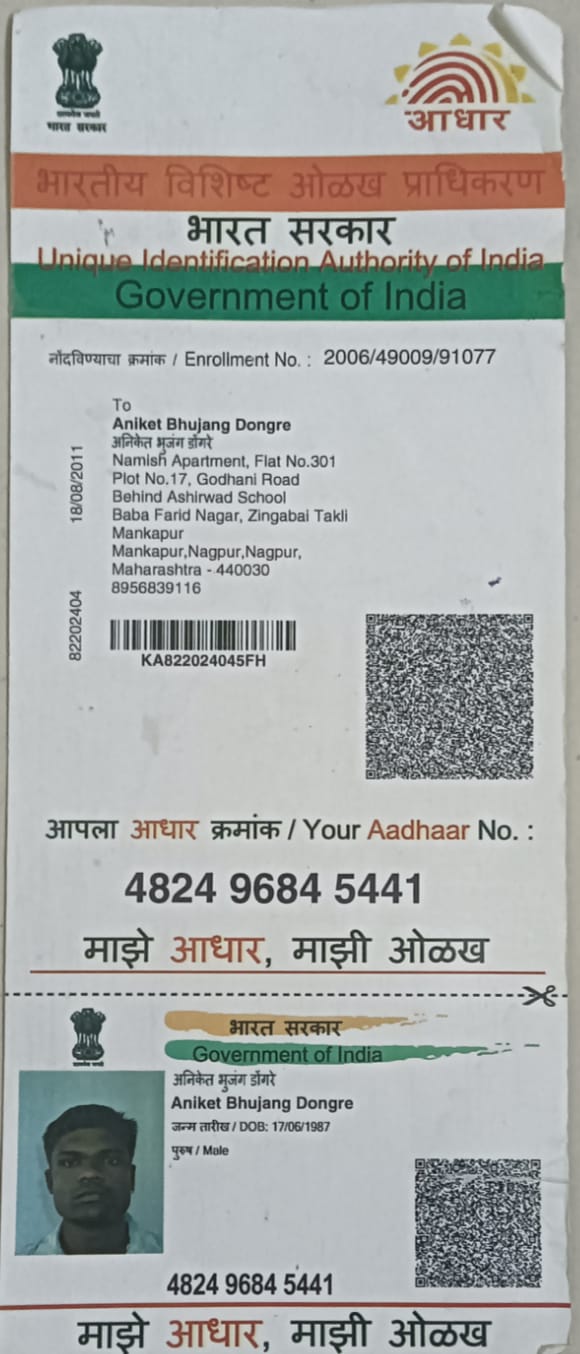 सत्यमेव जयते
भारत सरकार
आधार
भारतीय विशिष्ट ओळख प्राधिकरण
भारत सरकार
Unique Identification Authority of India
Government of India
नोंदविण्याचा क्रमांक / Enrollment No. : 2006/49009/91077
To
Aniket Bhujang Dongre
अनिकेत भुजंग डोंगरे
Namish Apartment, Flat No.301
Plot No.17, Godhani Road
Behind Ashirwad School
Baba Farid Nagar, Zingabai Takli
Mankapur
Mankapur,Nagpur,Nagpur,
Maharashtra - 440030
8956839116
18/08/2011
82202404
KA822024045FH
आपला आधार क्रमांक / Your Aadhaar No. :
4824 9684 5441
माझे आधार, माझी ओळख
भारत सरकार
Government of India
अनिकेत भुजंग डोंगरे
Aniket Bhujang Dongre
जन्म तारीख / DOB: 17/06/1987
पुरुष / Male
4824 9684 5441
माझे आधार, माझी ओळख